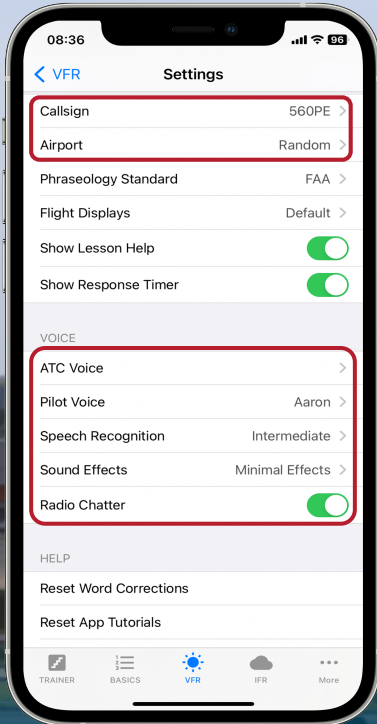 08:36 96
VFR Settings
Callsign 560PE
Airport Random
Phraseology Standard FAA
Flight Displays Default
Show Lesson Help
Show Response Timer
VOICE
ATC Voice
Pilot Voice Aaron
Speech Recognition Intermediate
Sound Effects Minimal Effects
Radio Chatter
HELP
Reset Word Corrections
Reset App Tutorials
TRAINER BASICS VFR IFR More